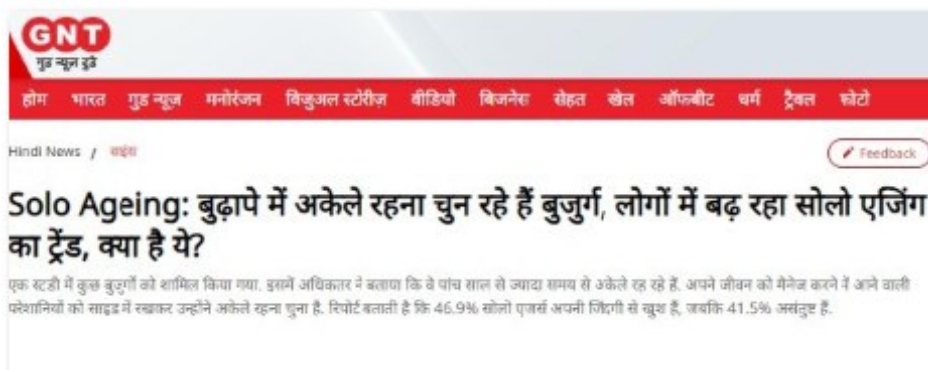 GNT
गुड न्यूज़ टुडे
होम भारत गुड न्यूज़ मनोरंजन विजुअल स्टोरीज़ वीडियो बिजनेस सेहत खेल ऑफबीट धर्म ट्रैवल फोटो
Hindi News / साइंस
Feedback
Solo Ageing: बुढ़ापे में अकेले रहना चुन रहे हैं बुजुर्ग, लोगों में बढ़ रहा सोलो एजिंग
का ट्रेंड, क्या है ये?
एक स्टडी में कुछ बुजुर्गों को शामिल किया गया. इसमें अधिकतर ने बताया कि वे पांच साल से ज्यादा समय से अकेले रह रहे हैं. अपने जीवन को मैनेज करने में आने वाली
परेशानियों को साइड में रखकर उन्होंने अकेले रहना चुना है. रिपोर्ट बताती है कि 46.9% सोलो एजर्स अपनी जिंदगी से खुश हैं, जबकि 41.5% असंतुष्ट हैं.